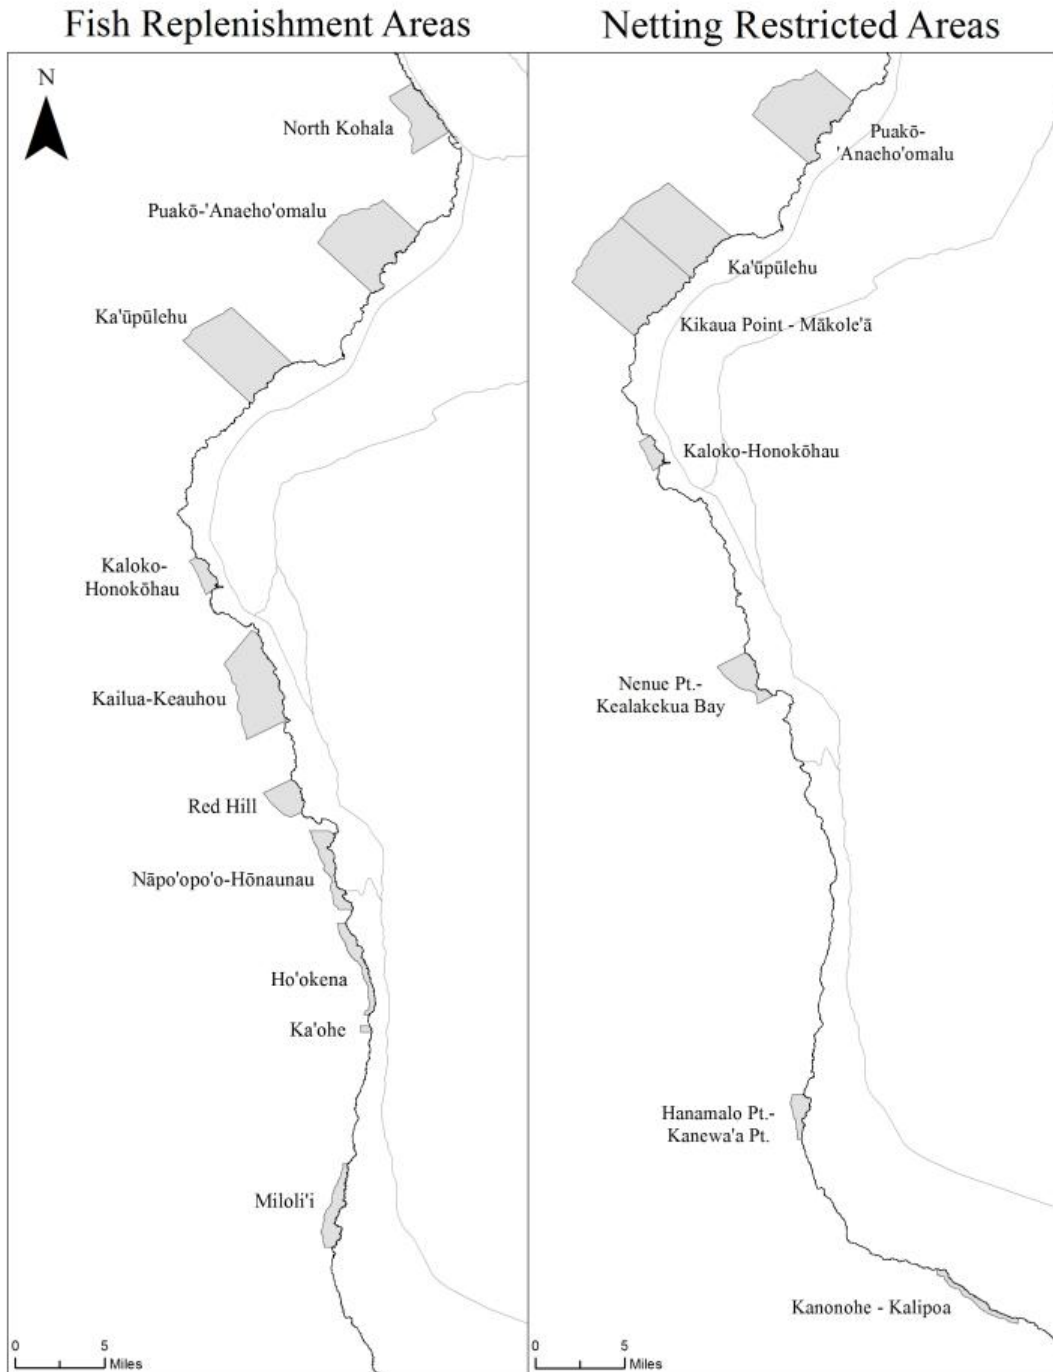 Fish Replenishment Areas
N
North Kohala
Puakō-'Anaeho'omalu
Ka'ūpūlehu
Kaloko-
Honokōhau
Kailua-Keauhou
Red Hill
Nāpo'opo'o-Hōnaunau
Ho'okena
Ka'ohe
Miloli'i
0 5
Miles
Netting Restricted Areas
Puakō-
'Anaeho'omalu
Ka'ūpūlehu
Kikaua Point - Mākole'ā
Kaloko-Honokōhau
Nenue Pt.-
Kealakekua Bay
Hanamalo Pt.-
Kanewa'a Pt.
Kanonohe - Kalipoa
0 5
Miles